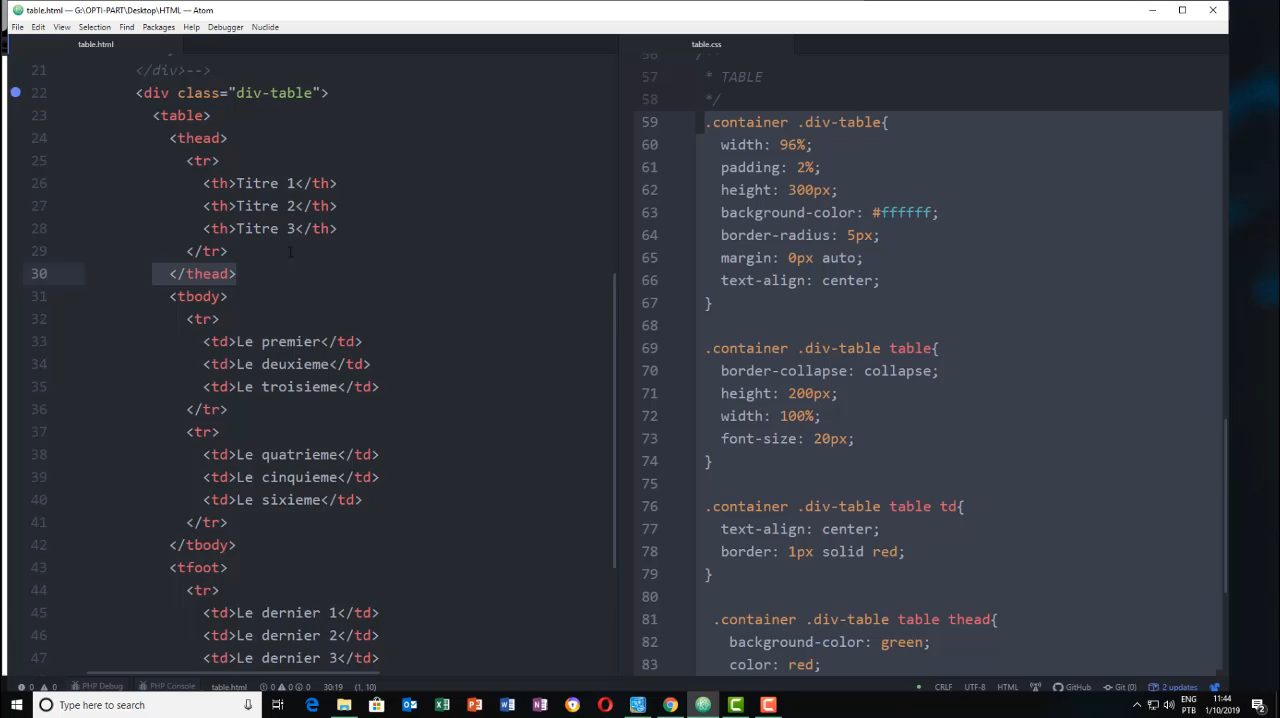 table.html — G:\OPTI-PART\Desktop\HTML — Atom
File Edit View Selection Find Packages Help Debugger Nuclide
table.html
table.css
21 </div>-->
22 <div class="div-table">
23 <table>
24 <thead>
25 <tr>
26 <th>Titre 1</th>
27 <th>Titre 2</th>
28 <th>Titre 3</th>
29 </tr>
30 </thead>
31 <tbody>
32 <tr>
33 <td>Le premier</td>
34 <td>Le deuxieme</td>
35 <td>Le troisieme</td>
36 </tr>
37 <tr>
38 <td>Le quatrieme</td>
39 <td>Le cinquieme</td>
40 <td>Le sixieme</td>
41 </tr>
42 </tbody>
43 <tfoot>
44 <tr>
45 <td>Le dernier 1</td>
46 <td>Le dernier 2</td>
47 <td>Le dernier 3</td>
56
57 * TABLE
58 */
59 .container .div-table{
60 width: 96%;
61 padding: 2%;
62 height: 300px;
63 background-color: #ffffff;
64 border-radius: 5px;
65 margin: 0px auto;
66 text-align: center;
67 }
68
69 .container .div-table table{
70 border-collapse: collapse;
71 height: 200px;
72 width: 100%;
73 font-size: 20px;
74 }
75
76 .container .div-table table td{
77 text-align: center;
78 border: 1px solid red;
79 }
80
81 .container .div-table table thead{
82 background-color: green;
83 color: red;
0 0 PHP Debug PHP Console table.html 0 0 0 30:19 (1, 10) CRLF UTF-8 HTML GitHub Git (0) 2 updates
Type here to search
ENG 11:44
PTB 1/10/2019 2